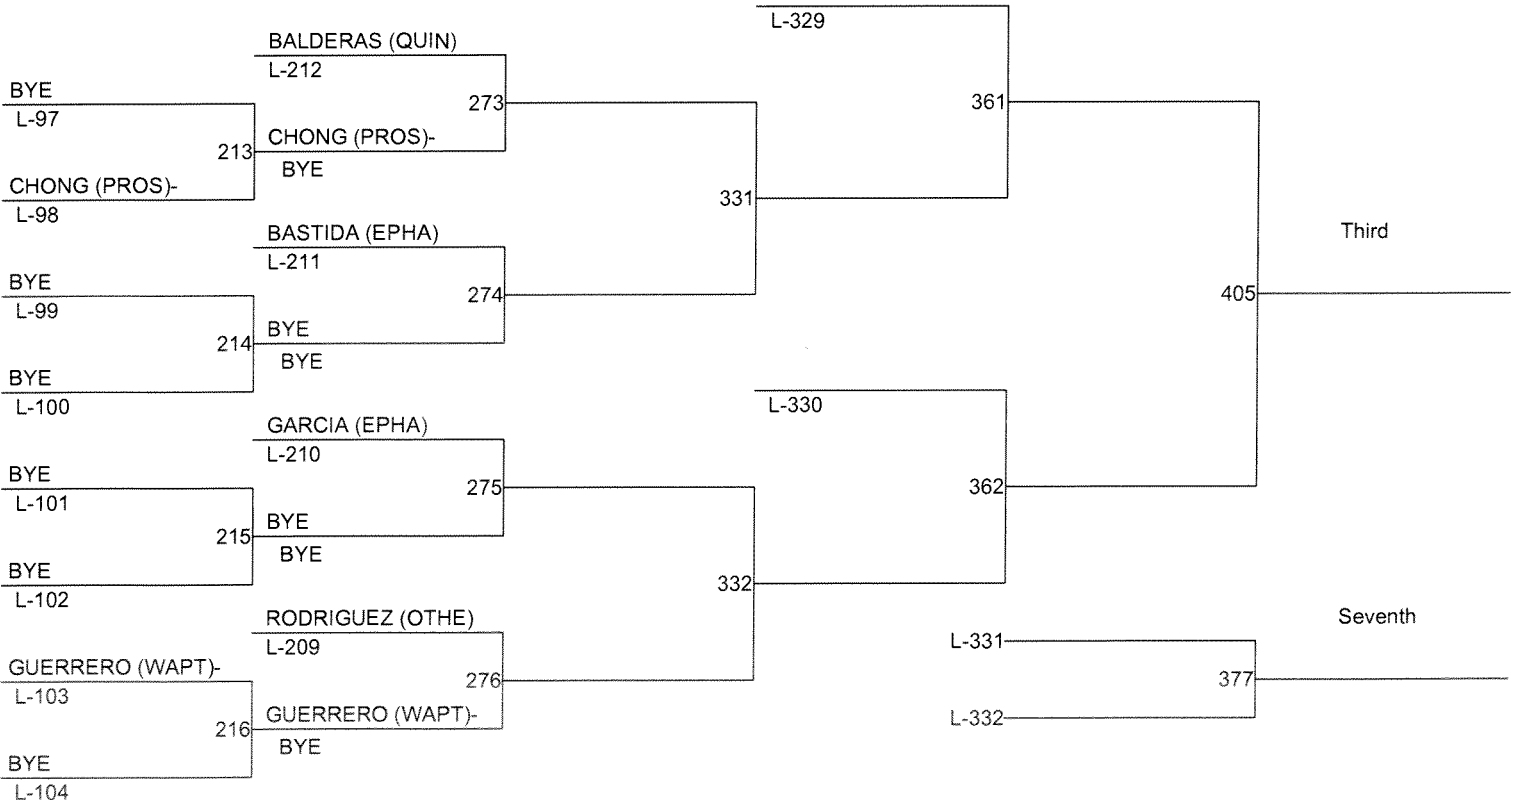 L-329
BALDERAS (QUIN)
L-212
BYE
L-97
273
361
CHONG (PROS)-
BYE
213
CHONG (PROS)-
L-98
331
BASTIDA (EPHA)
L-211
Third
BYE
L-99
274
405
BYE
BYE
214
BYE
L-100
L-330
GARCIA (EPHA)
L-210
BYE
L-101
275
362
BYE
BYE
215
BYE
L-102
332
RODRIGUEZ (OTHE)
L-209
Seventh
L-331
GUERRERO (WAPT)-
L-103
276
377
GUERRERO (WAPT)-
BYE
L-332
216
BYE
L-104